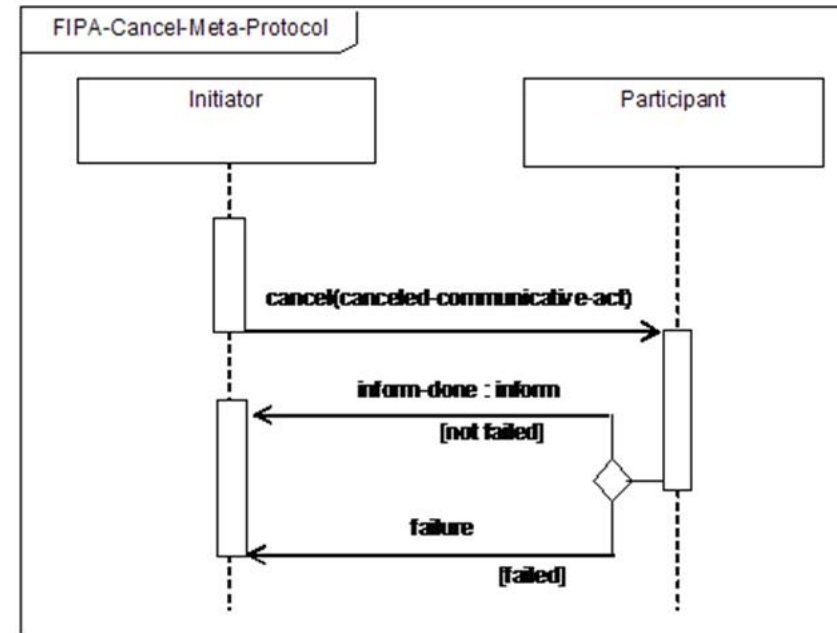 FIPA-Cancel-Meta-Protocol
Initiator
Participant
cancel(canceled-communicative-act)
inform-done : inform
[not failed]
failure
[failed]